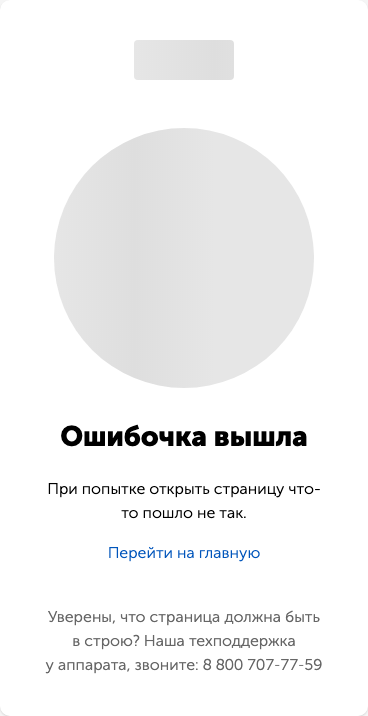 Ошибочка вышла
При попытке открыть страницу что-
то пошло не так.
Перейти на главную
Уверены, что страница должна быть
в строю? Наша техподдержка
у аппарата, звоните: 8 800 707-77-59